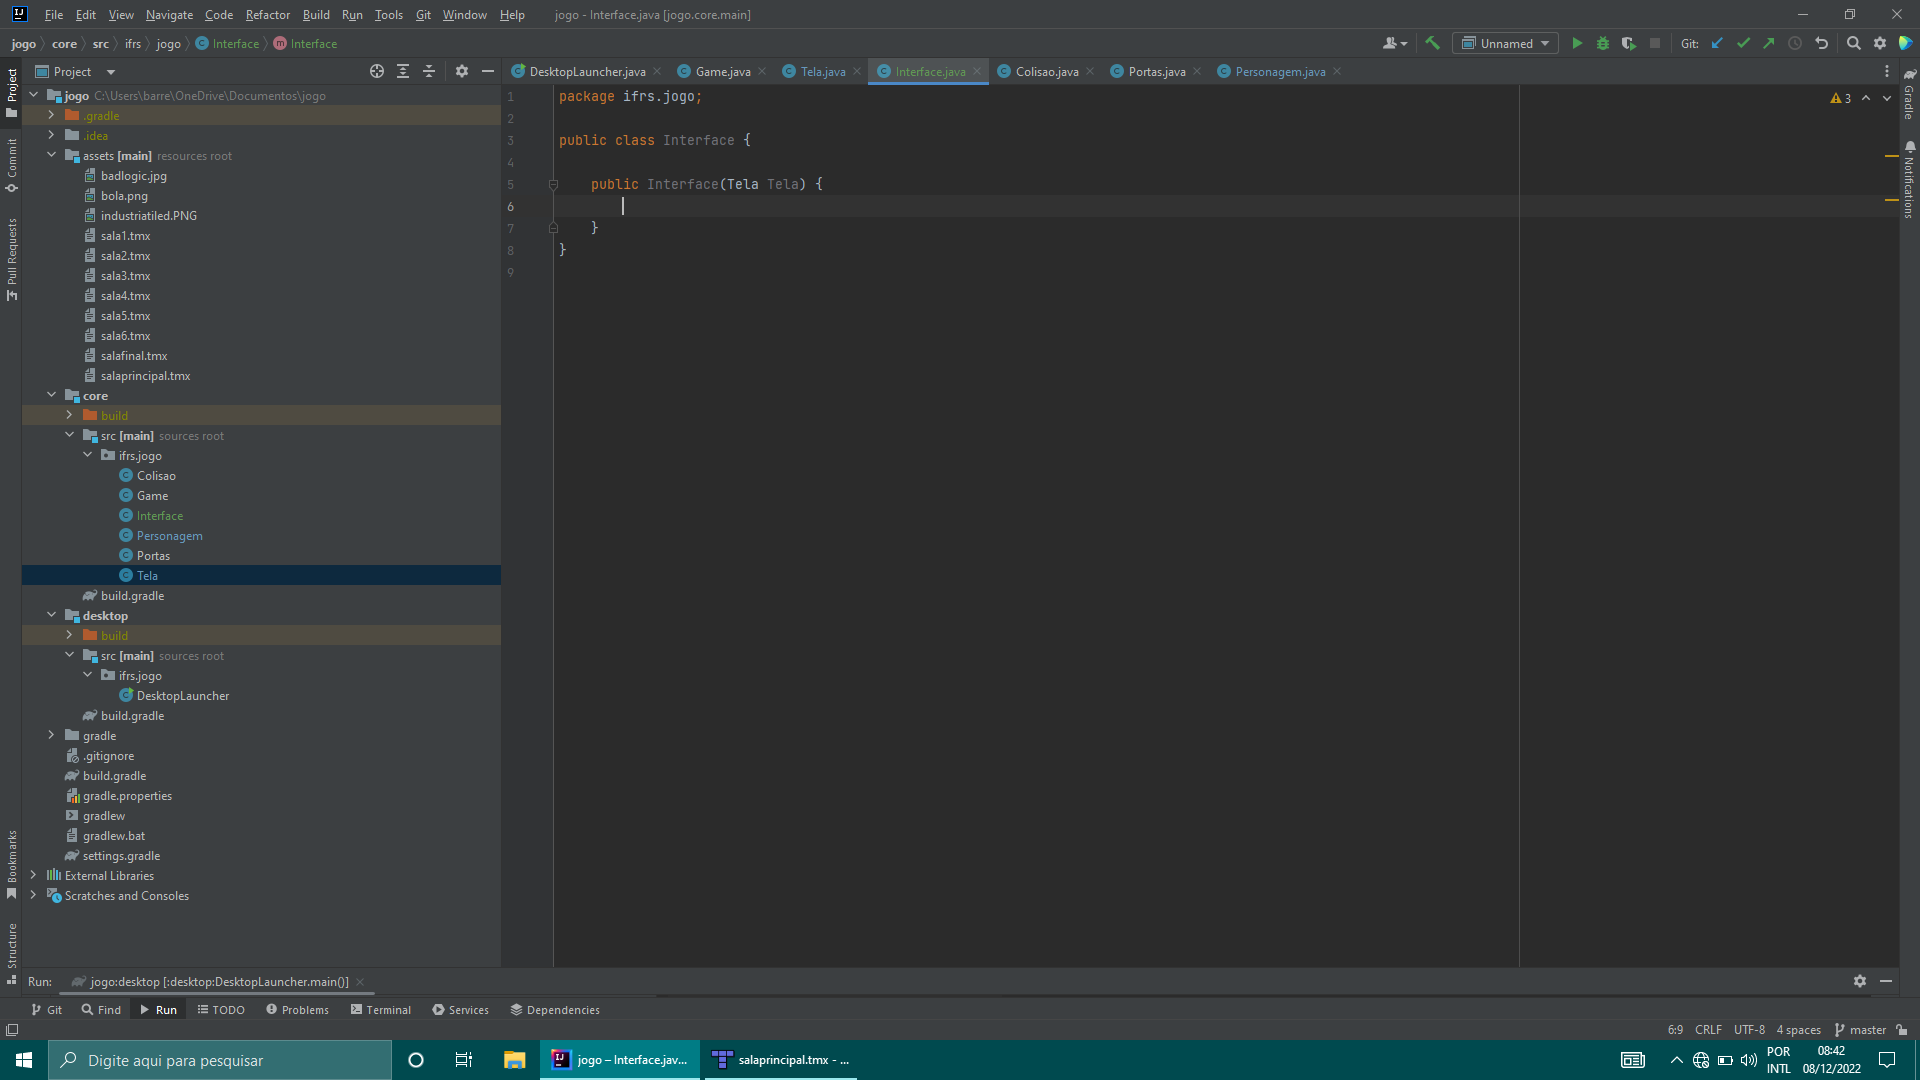 File Edit View Navigate Code Refactor Build Run Tools Git Window Help jogo - Interface.java [jogo.core.main]
jogo core src ifrs jogo Interface Interface Unnamed Git:
Project
DesktopLauncher.java Game.java Tela.java Interface.java Colisao.java Portas.java Personagem.java
jogo C:\Users\barre\OneDrive\Documentos\jogo
.gradle
.idea
assets [main] resources root
badlogic.jpg
bola.png
industriatiled.PNG
sala1.tmx
sala2.tmx
sala3.tmx
sala4.tmx
sala5.tmx
sala6.tmx
salafinal.tmx
salaprincipal.tmx
core
build
src [main] sources root
ifrs.jogo
Colisao
Game
Interface
Personagem
Portas
Tela
build.gradle
desktop
build
src [main] sources root
ifrs.jogo
DesktopLauncher
build.gradle
gradle
.gitignore
build.gradle
gradle.properties
gradlew
gradlew.bat
settings.gradle
External Libraries
Scratches and Consoles
1 package ifrs.jogo;
2
3 public class Interface {
4
5 public Interface(Tela Tela) {
6
7 }
8 }
9
3
Project
Commit
Pull Requests
Bookmarks
Structure
Gradle
Notifications
Run: jogo:desktop [:desktop:DesktopLauncher.main()]
Git Find Run TODO Problems Terminal Services Dependencies
6:9 CRLF UTF-8 4 spaces master
Digite aqui para pesquisar
jogo – Interface.jav...
salaprincipal.tmx - ...
POR
INTL
08:42
08/12/2022